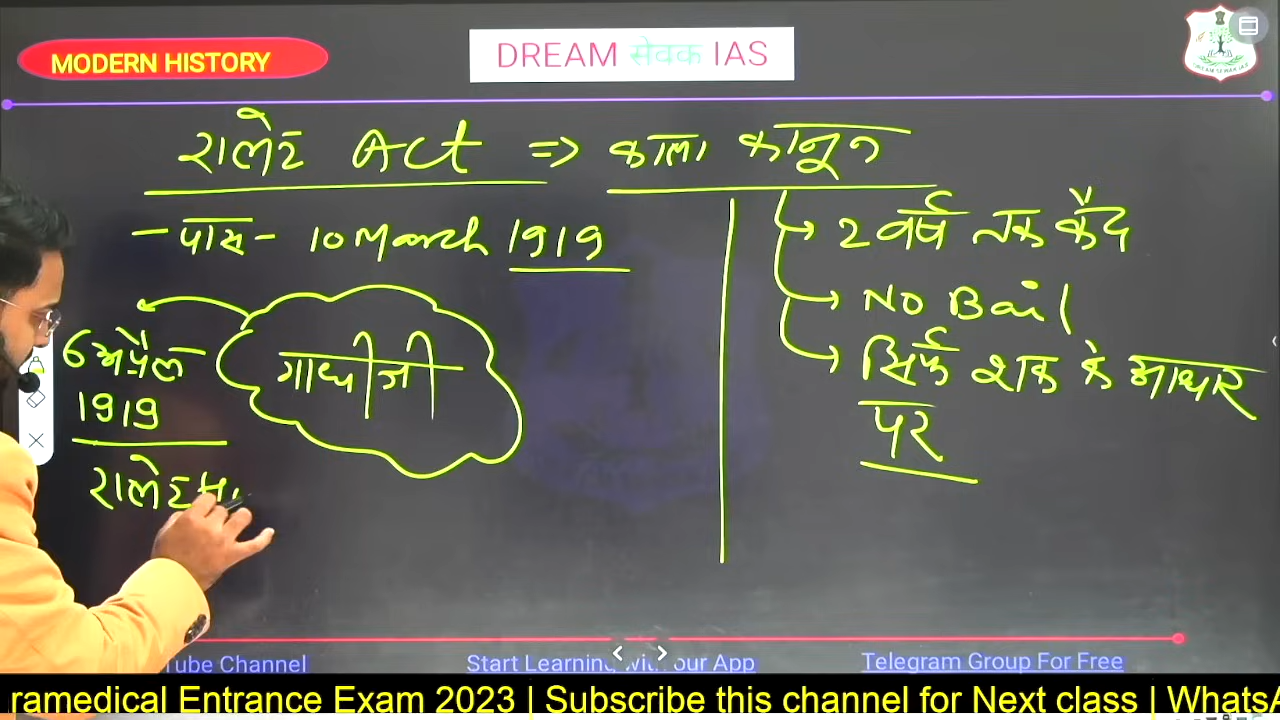 MODERN HISTORY
DREAM सेवक IAS
रालेट Act => काला कानून
- पास - 10 March 1919
→ 2 वर्ष तक कैद
→ No Bail
→ सिर्फ शक के आधार
पर
गाधीजी
6 अप्रैल
1919
रालेट
Tube Channel
Start Learning with our App
Telegram Group For Free
ramedical Entrance Exam 2023 | Subscribe this channel for Next class | WhatsA